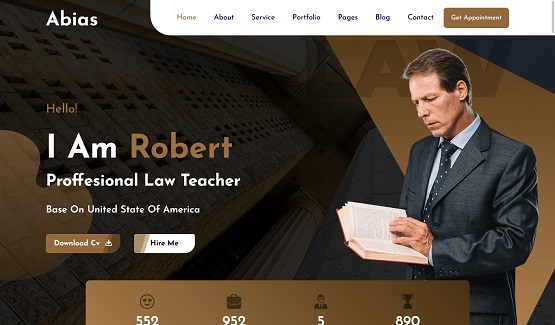 Abias
Home About Service Portfolio Pages Blog Contact Get Appointment
LAW
Hello!
I Am Robert
Proffesional Law Teacher
Base On United State Of America
Download Cv Hire Me
552 952 5 890